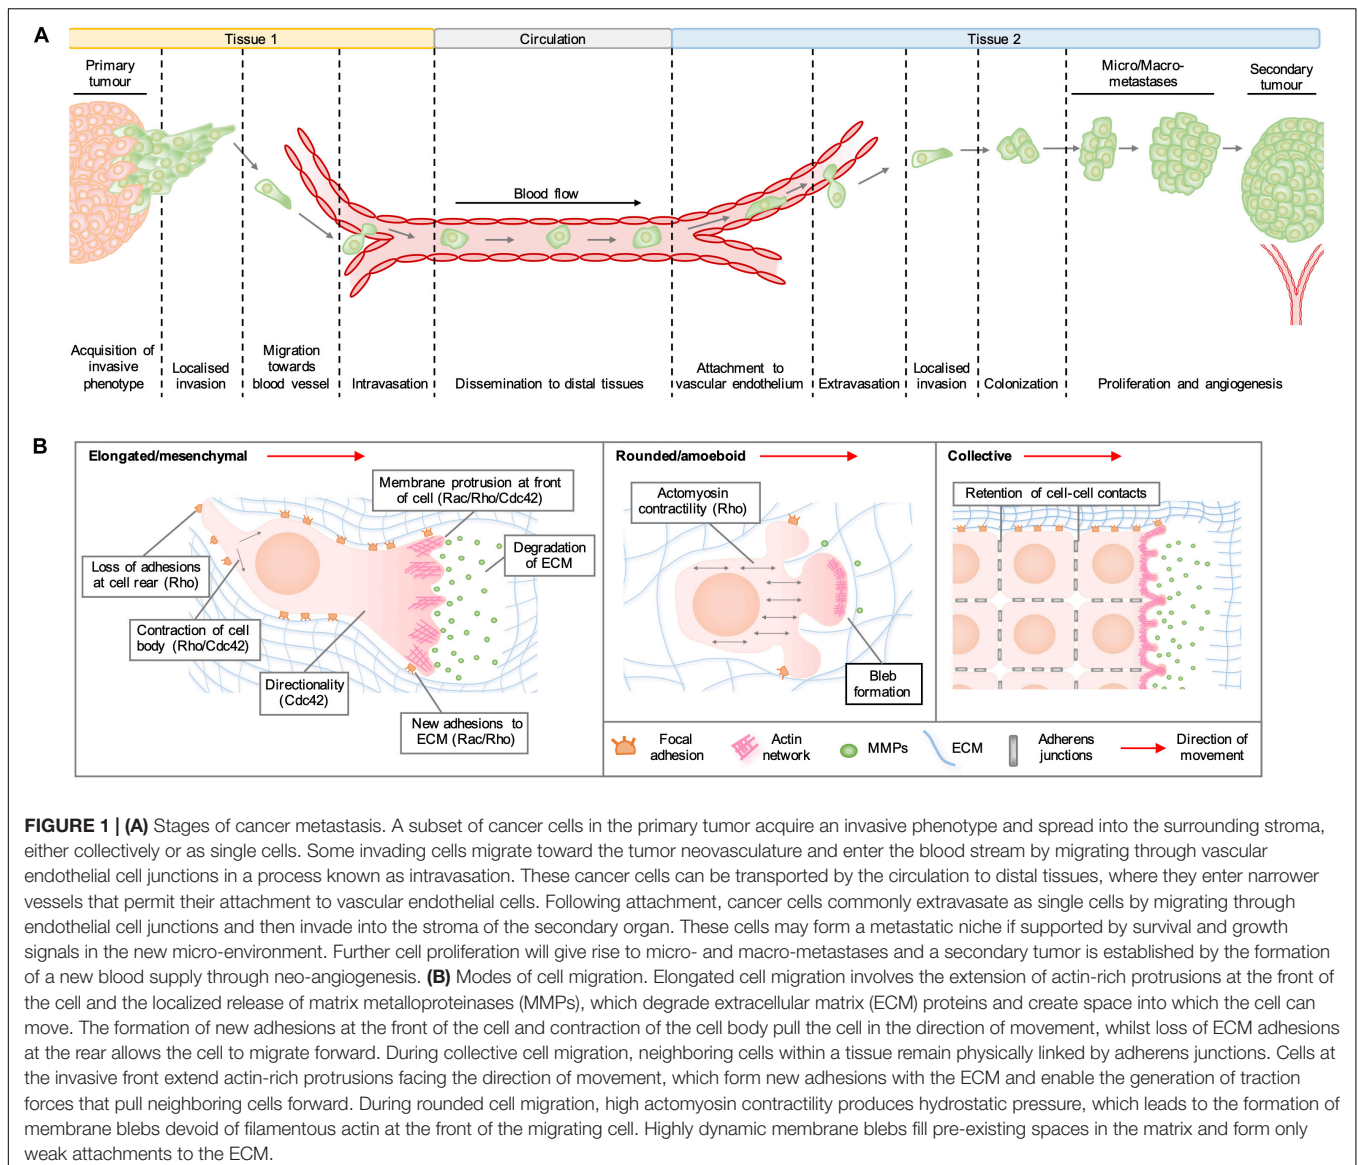 A
Tissue 1
Circulation
Tissue 2
Primary
tumour
Micro/Macro-
metastases
Secondary
tumour
Blood flow
Acquisition of
invasive
phenotype
Localised
invasion
Migration
towards
blood vessel
Intravasation
Dissemination to distal tissues
Attachment to
vascular endothelium
Extravasation
Localised
invasion
Colonization
Proliferation and angiogenesis
B
Elongated/mesenchymal
Membrane protrusion at front
of cell (Rac/Rho/Cdc42)
Degradation
of ECM
Loss of adhesions
at cell rear (Rho)
Contraction of cell
body (Rho/Cdc42)
Directionality
(Cdc42)
New adhesions to
ECM (Rac/Rho)
Rounded/amoeboid
Actomyosin
contractility (Rho)
Bleb
formation
Collective
Retention of cell-cell contacts
Focal
adhesion
Actin
network
MMPs
ECM
Adherens
junctions
Direction of
movement
FIGURE 1 | (A) Stages of cancer metastasis. A subset of cancer cells in the primary tumor acquire an invasive phenotype and spread into the surrounding stroma,
either collectively or as single cells. Some invading cells migrate toward the tumor neovasculature and enter the blood stream by migrating through vascular
endothelial cell junctions in a process known as intravasation. These cancer cells can be transported by the circulation to distal tissues, where they enter narrower
vessels that permit their attachment to vascular endothelial cells. Following attachment, cancer cells commonly extravasate as single cells by migrating through
endothelial cell junctions and then invade into the stroma of the secondary organ. These cells may form a metastatic niche if supported by survival and growth
signals in the new micro-environment. Further cell proliferation will give rise to micro- and macro-metastases and a secondary tumor is established by the formation
of a new blood supply through neo-angiogenesis. (B) Modes of cell migration. Elongated cell migration involves the extension of actin-rich protrusions at the front of
the cell and the localized release of matrix metalloproteinases (MMPs), which degrade extracellular matrix (ECM) proteins and create space into which the cell can
move. The formation of new adhesions at the front of the cell and contraction of the cell body pull the cell in the direction of movement, whilst loss of ECM adhesions
at the rear allows the cell to migrate forward. During collective cell migration, neighboring cells within a tissue remain physically linked by adherens junctions. Cells at
the invasive front extend actin-rich protrusions facing the direction of movement, which form new adhesions with the ECM and enable the generation of traction
forces that pull neighboring cells forward. During rounded cell migration, high actomyosin contractility produces hydrostatic pressure, which leads to the formation of
membrane blebs devoid of filamentous actin at the front of the migrating cell. Highly dynamic membrane blebs fill pre-existing spaces in the matrix and form only
weak attachments to the ECM.